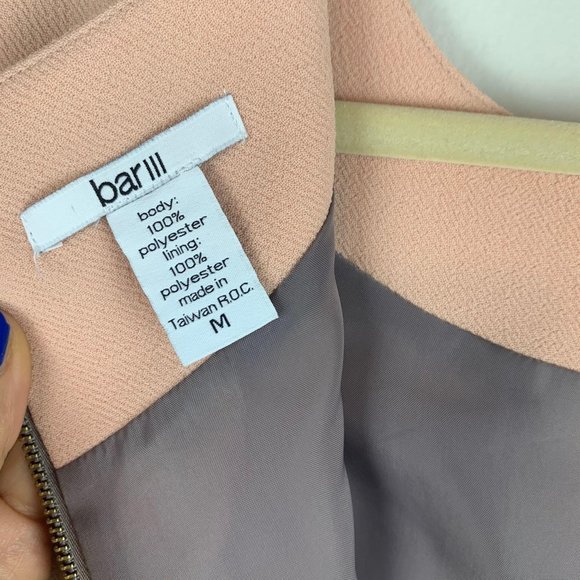 bar III
body:
100%
polyester
lining:
100%
polyester
made in
Taiwan R.O.C.
M